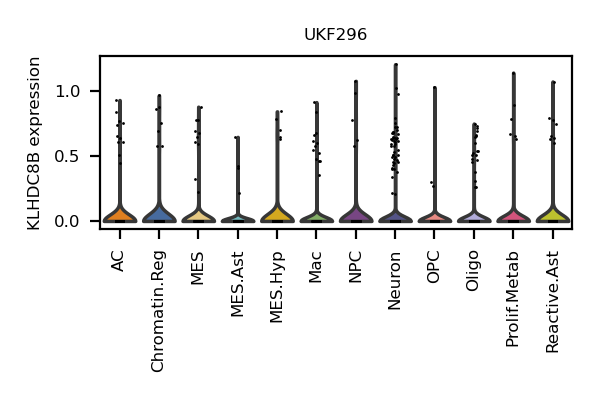 UKF296
KLHDC8B expression
1.0
0.5
0.0
AC
Chromatin.Reg
MES
MES.Ast
MES.Hyp
Mac
NPC
Neuron
OPC
Oligo
Prolif.Metab
Reactive.Ast